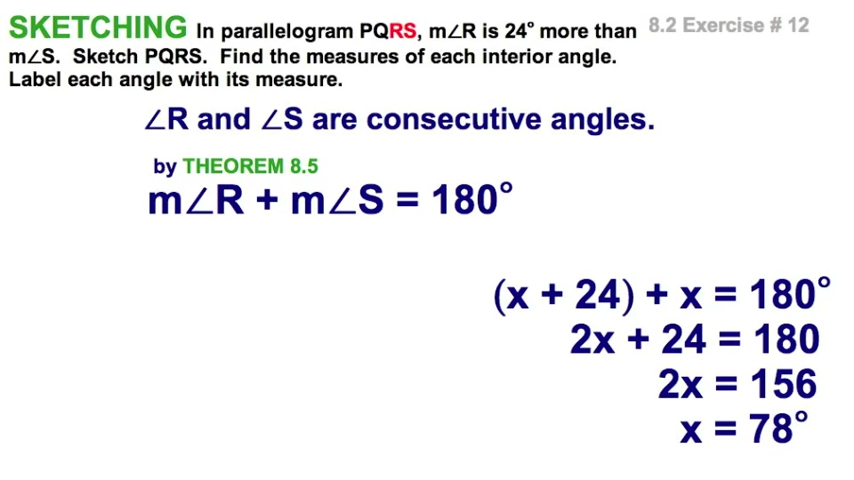 SKETCHING In parallelogram PQRS, m∠R is 24° more than
8.2 Exercise # 12
m∠S. Sketch PQRS. Find the measures of each interior angle.
Label each angle with its measure.
∠R and ∠S are consecutive angles.
by THEOREM 8.5
m∠R + m∠S = 180°
(x + 24) + x = 180°
2x + 24 = 180
2x = 156
x = 78°